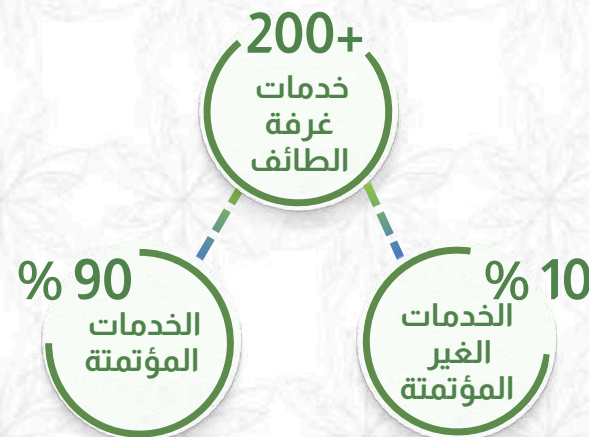 200+
خدمات
غرفة
الطائف
% 10
الخدمات
الغير
المؤتمتة
% 90
الخدمات
المؤتمتة